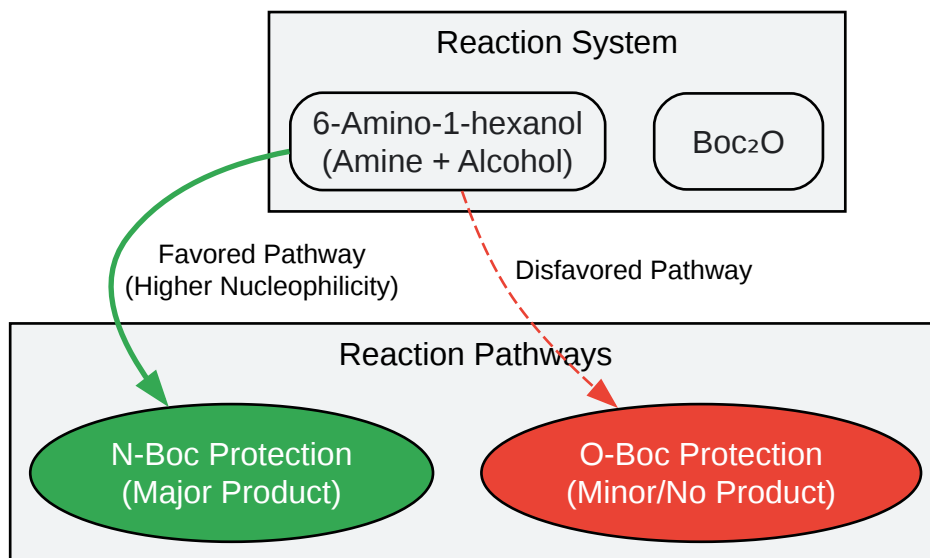 Reaction System
6-Amino-1-hexanol
(Amine + Alcohol)
Boc₂O
Favored Pathway
(Higher Nucleophilicity)
Disfavored Pathway
Reaction Pathways
N-Boc Protection
(Major Product)
O-Boc Protection
(Minor/No Product)